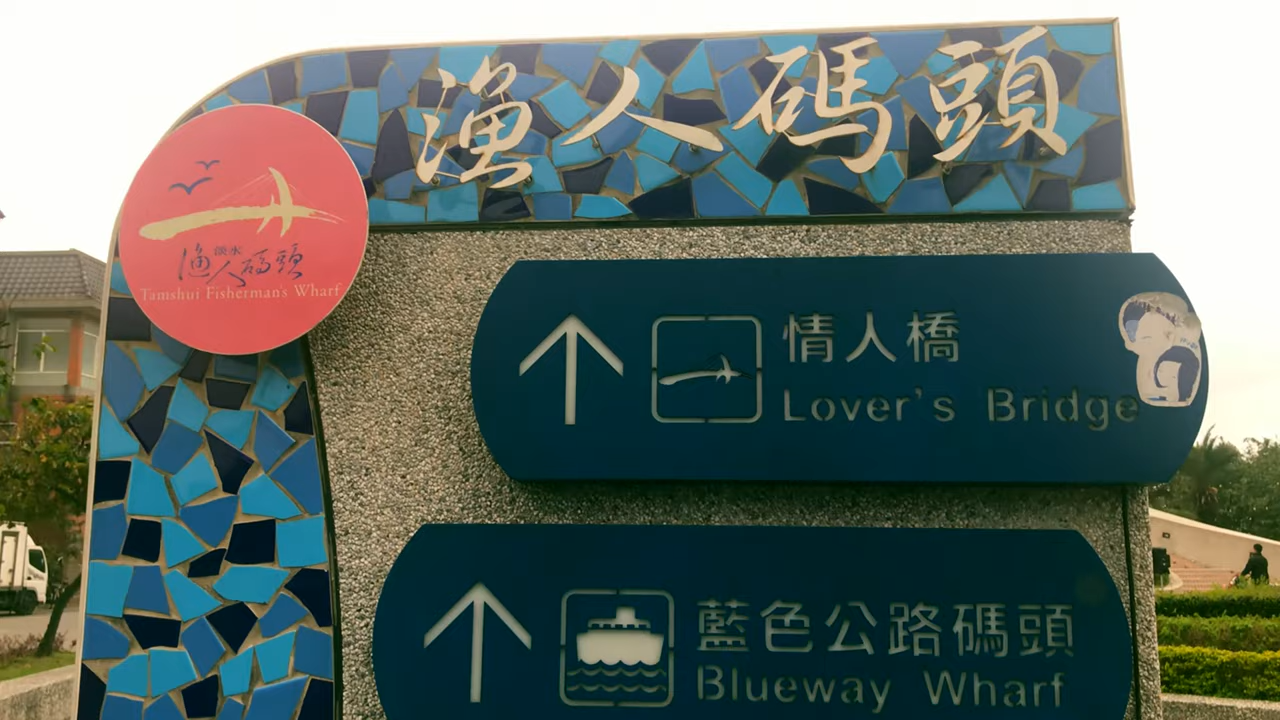 漁人碼頭
淡水
漁人碼頭
Tamshui Fisherman's Wharf
情人橋
Lover's Bridge
藍色公路碼頭
Blueway Wharf